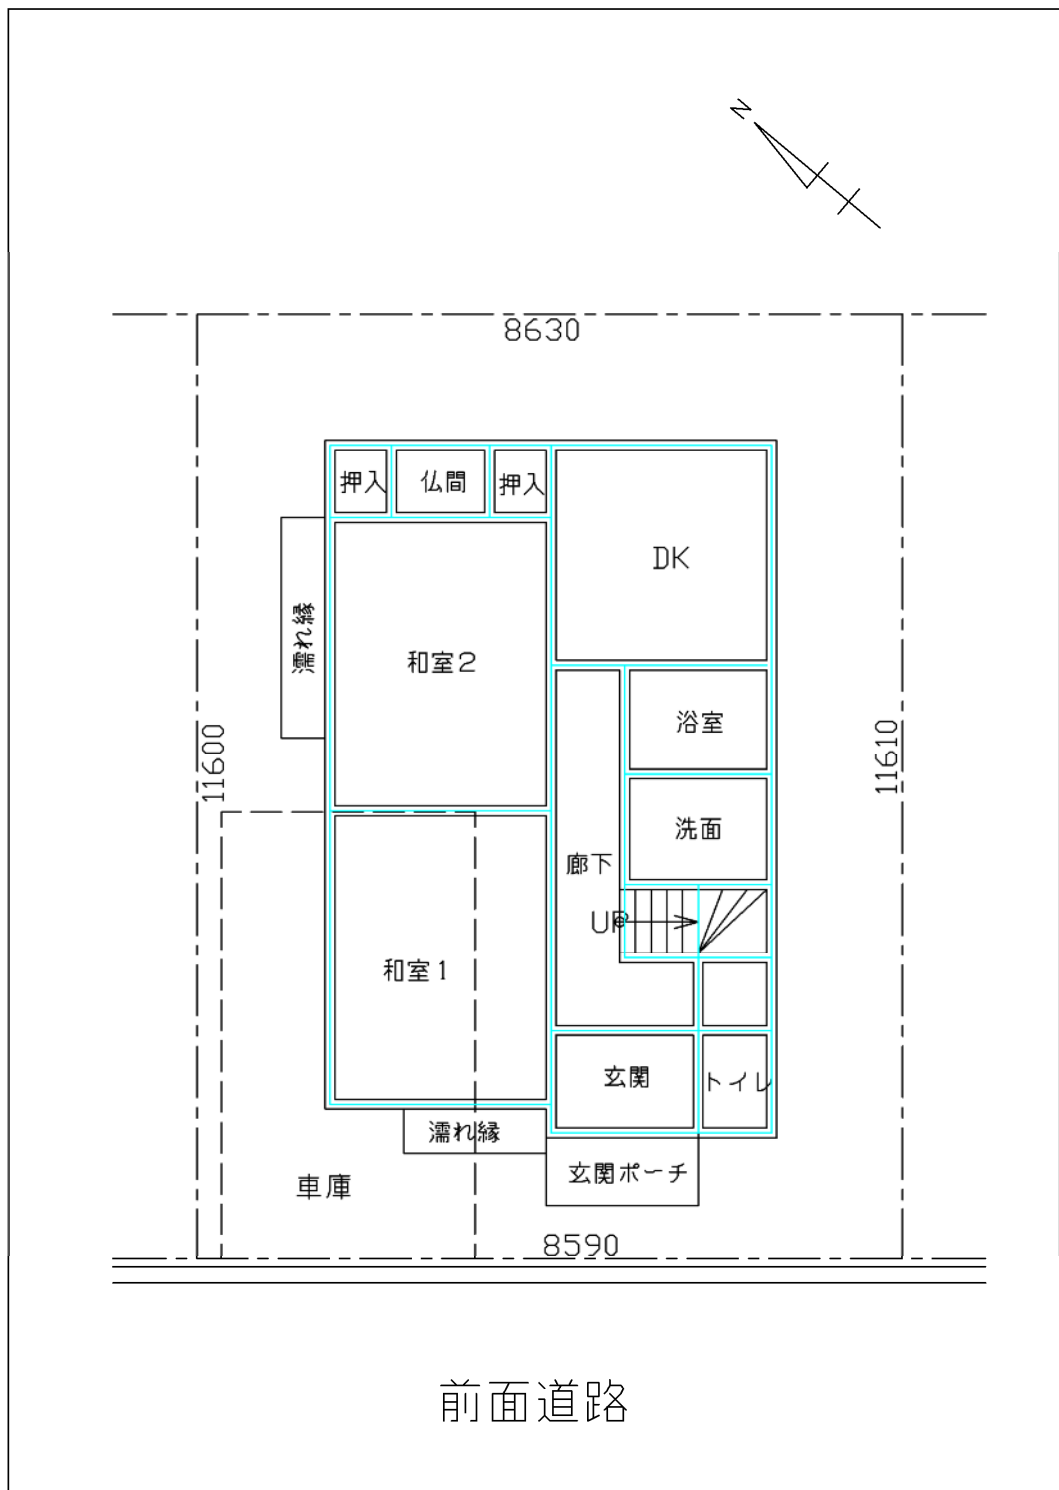 N
8630
押入
仏間
押入
DK
濡れ縁
和室2
浴室
11600
11610
洗面
廊下
UP
和室1
玄関
トイレ
濡れ縁
玄関ポーチ
車庫
8590
前面道路